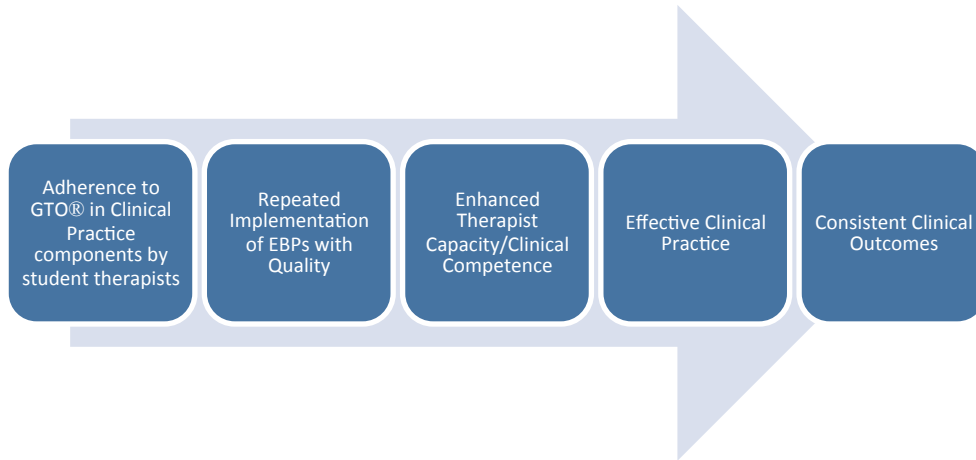 Adherence to
GTO® in Clinical
Practice
components by
student therapists
Repeated
Implementation
of EBPs with
Quality
Enhanced
Therapist
Capacity/Clinical
Competence
Effective Clinical
Practice
Consistent Clinical
Outcomes